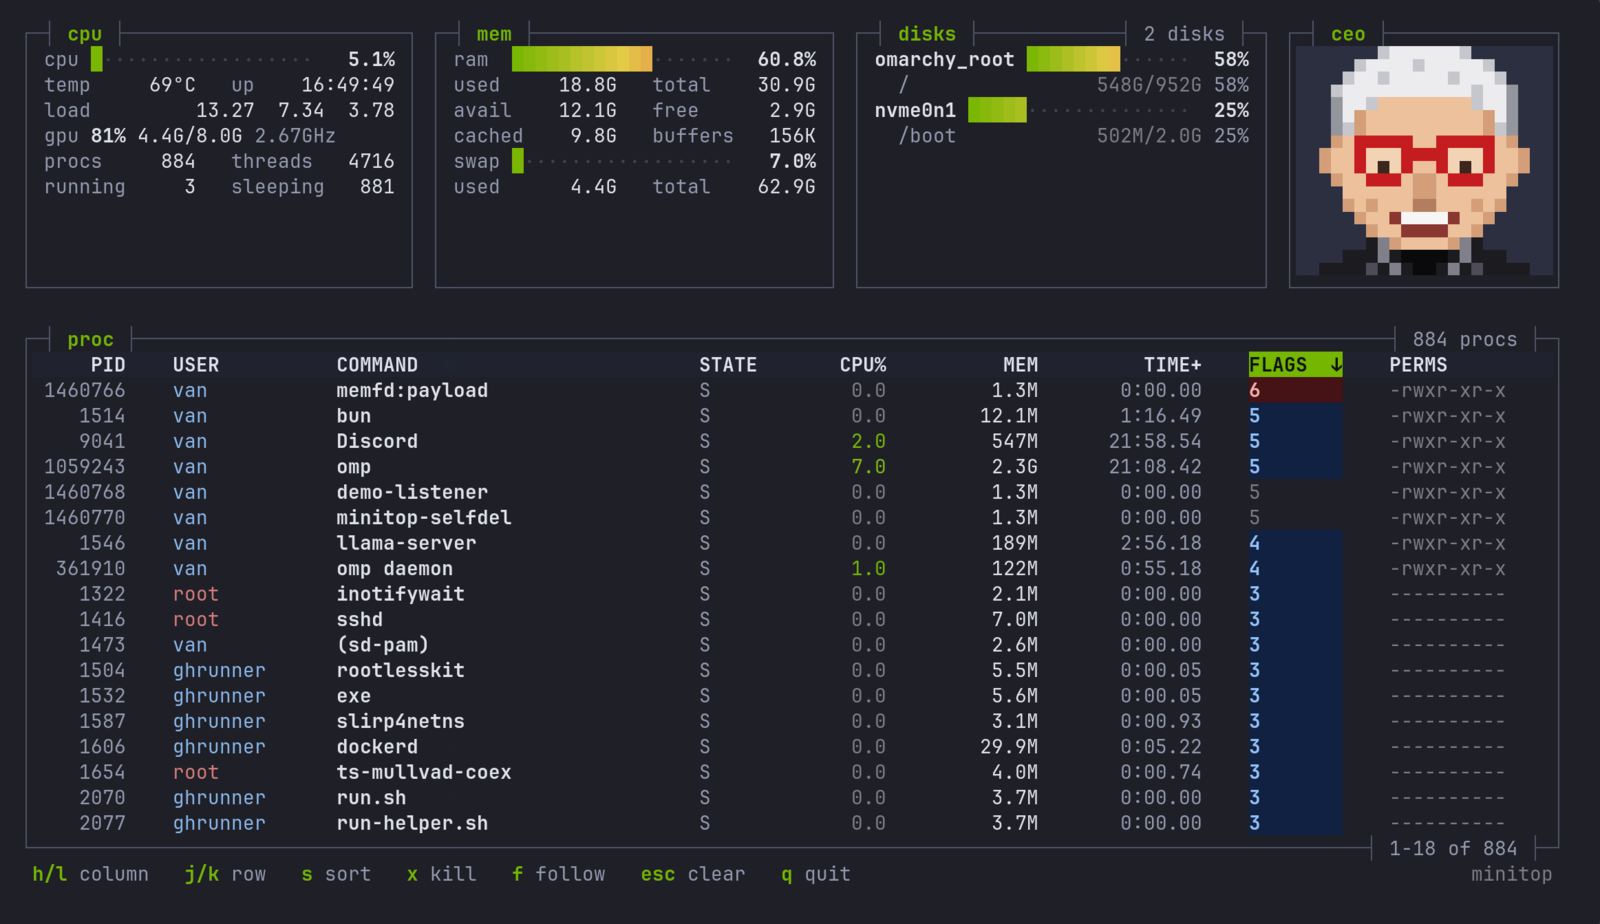 cpu
cpu 5.1%
temp 69°C up 16:49:49
load 13.27 7.34 3.78
gpu 81% 4.4G/8.0G 2.67GHz
procs 884 threads 4716
running 3 sleeping 881
mem
ram 60.8%
used 18.8G total 30.9G
avail 12.1G free 2.9G
cached 9.8G buffers 156K
swap 7.0%
used 4.4G total 62.9G
disks 2 disks
omarchy_root 58%
/ 548G/952G 58%
nvme0n1 25%
/boot 502M/2.0G 25%
ceo
proc 884 procs
PID USER COMMAND STATE CPU% MEM TIME+ FLAGS ↓ PERMS
1460766 van memfd:payload S 0.0 1.3M 0:00.00 6 -rwxr-xr-x
1514 van bun S 0.0 12.1M 1:16.49 5 -rwxr-xr-x
9041 van Discord S 2.0 547M 21:58.54 5 -rwxr-xr-x
1059243 van omp S 7.0 2.3G 21:08.42 5 -rwxr-xr-x
1460768 van demo-listener S 0.0 1.3M 0:00.00 5 -rwxr-xr-x
1460770 van minitop-selfdel S 0.0 1.3M 0:00.00 5 -rwxr-xr-x
1546 van llama-server S 0.0 189M 2:56.18 4 -rwxr-xr-x
361910 van omp daemon S 1.0 122M 0:55.18 4 -rwxr-xr-x
1322 root inotifywait S 0.0 2.1M 0:00.00 3 ----------
1416 root sshd S 0.0 7.0M 0:00.00 3 ----------
1473 van (sd-pam) S 0.0 2.6M 0:00.00 3 ----------
1504 ghrunner rootlesskit S 0.0 5.5M 0:00.05 3 ----------
1532 ghrunner exe S 0.0 5.6M 0:00.05 3 ----------
1587 ghrunner slirp4netns S 0.0 3.1M 0:00.93 3 ----------
1606 ghrunner dockerd S 0.0 29.9M 0:05.22 3 ----------
1654 root ts-mullvad-coex S 0.0 4.0M 0:00.74 3 ----------
2070 ghrunner run.sh S 0.0 3.7M 0:00.00 3 ----------
2077 ghrunner run-helper.sh S 0.0 3.7M 0:00.00 3 ----------
1-18 of 884
h/l column j/k row s sort x kill f follow esc clear q quit minitop